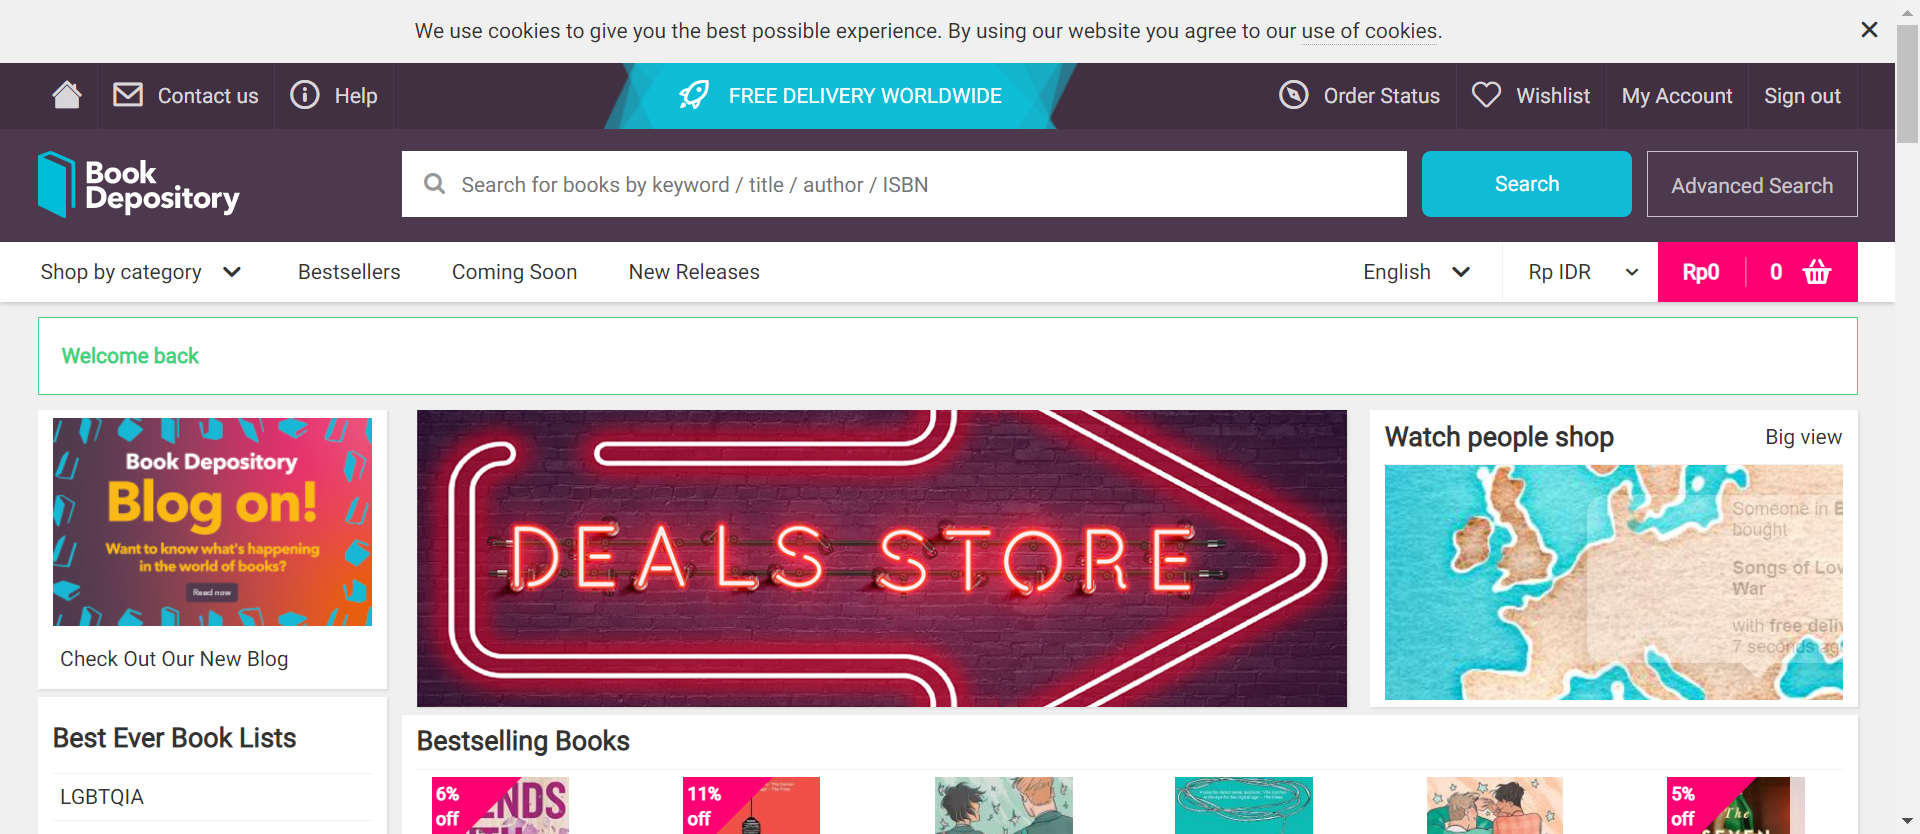 We use cookies to give you the best possible experience. By using our website you agree to our use of cookies.
Contact us
Help
FREE DELIVERY WORLDWIDE
Order Status
Wishlist
My Account
Sign out
Book
Depository
Search for books by keyword / title / author / ISBN
Search
Advanced Search
Shop by category
Bestsellers
Coming Soon
New Releases
English
Rp IDR
Rp0
0
Welcome back
Book Depository
Blog on!
Want to know what's happening
in the world of books?
Read now
Check Out Our New Blog
DEALS STORE
Watch people shop
Big view
Someone in
bought
Songs of
War
with free
7 seconds
Best Ever Book Lists
LGBTQIA
Bestselling Books
6%
off
11%
off
5%
off
The